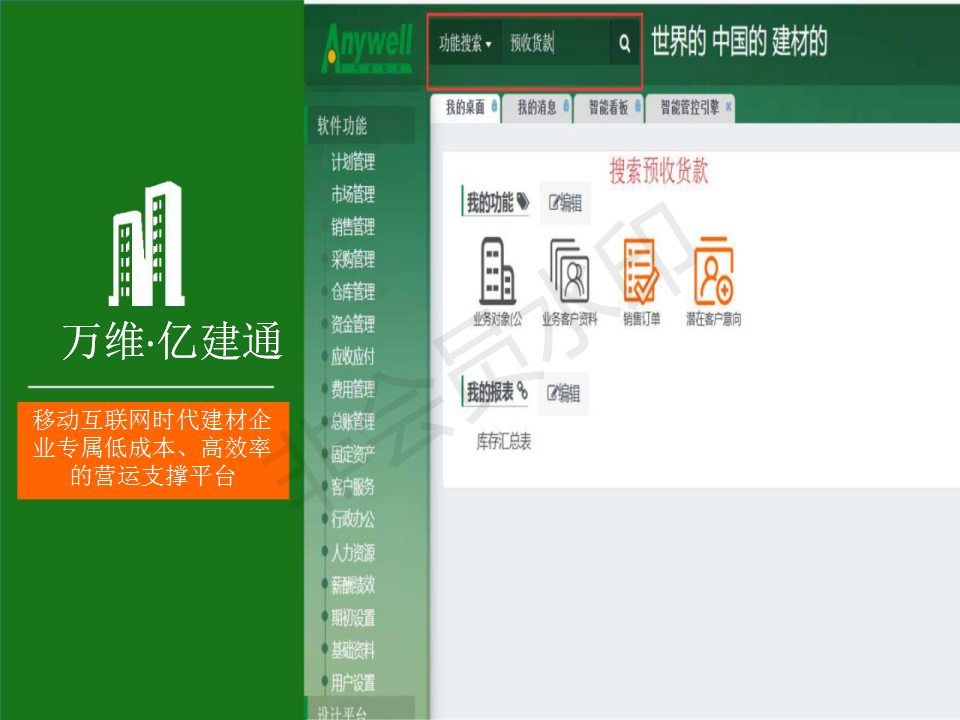 万维·亿建通
移动互联网时代建材企
业专属低成本、高效率
的营运支撑平台
Anywell
功能搜索
预收货款
世界的 中国的 建材的
我的桌面
我的消息
智能看板
智能管控引擎
软件功能
计划管理
市场管理
销售管理
采购管理
仓库管理
资金管理
应收应付
费用管理
总账管理
固定资产
客户服务
行政办公
人力资源
薪酬绩效
期初设置
基础资料
用户设置
设计平台
搜索预收货款
我的功能
编辑
业务对象(公
业务客户资料
销售订单
潜在客户意向
我的报表
编辑
库存汇总表
非会员水印